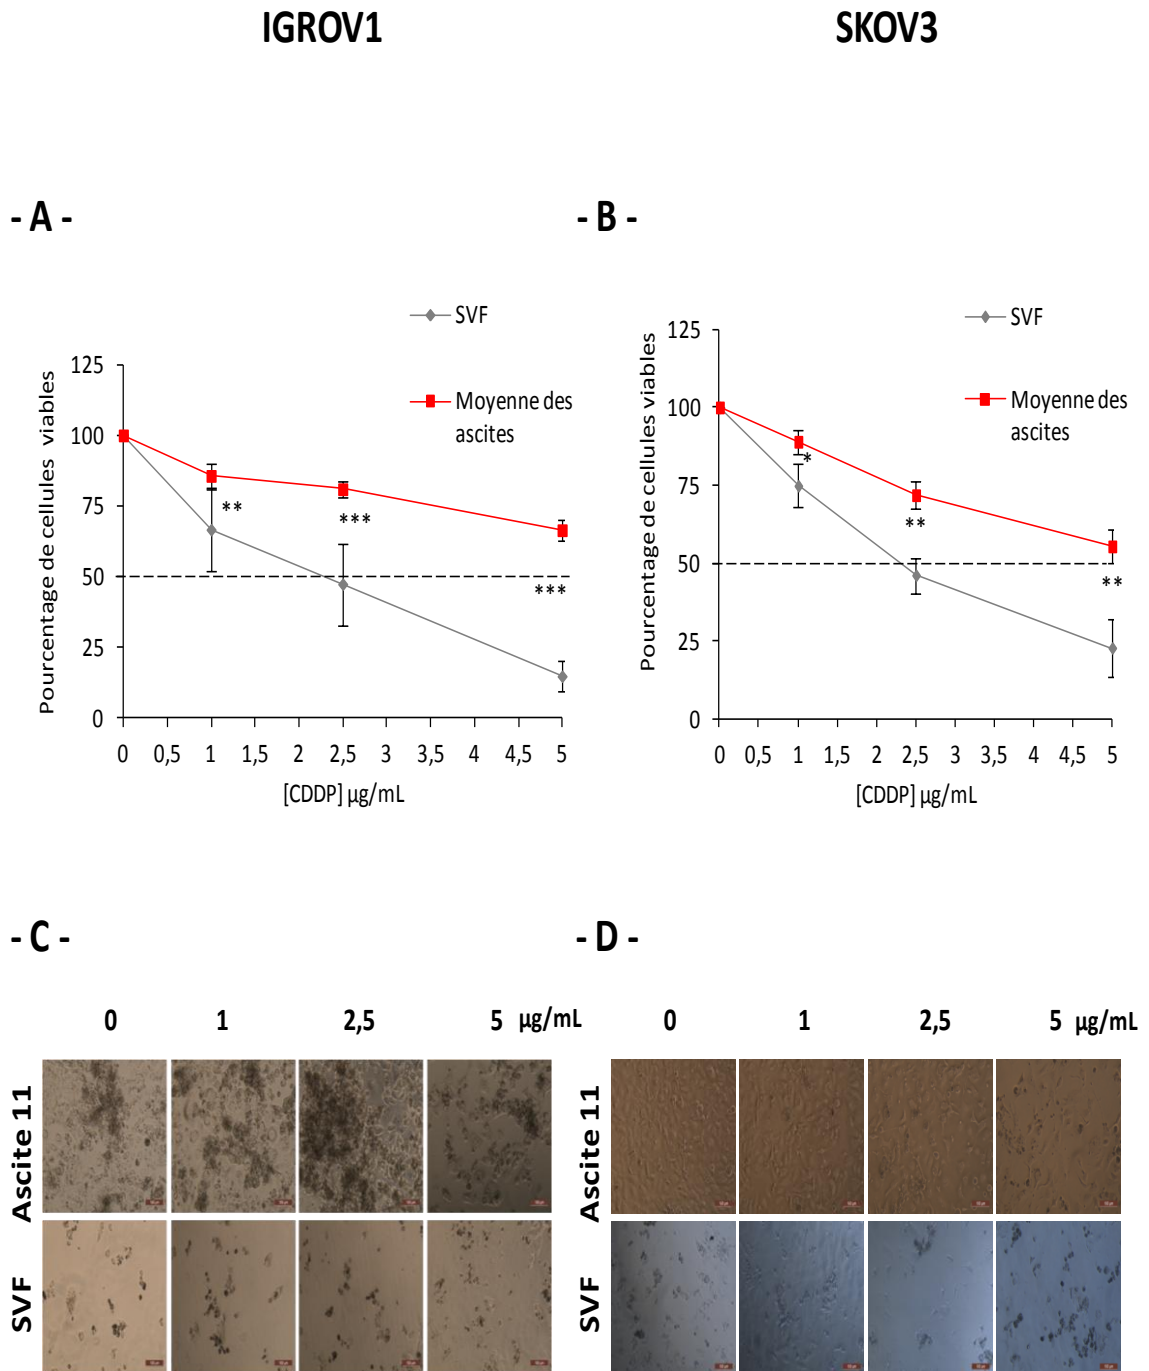 IGROV1
SKOV3
- A -
- B -
SVF
Moyenne des
ascites
Pourcentage de cellules viables
125
100
75
50
25
0
**
***
***
0 0,5 1 1,5 2 2,5 3 3,5 4 4,5 5
[CDDP] µg/mL
SVF
Moyenne des
ascites
Pourcentage de cellules viables
125
100
75
50
25
0
*
**
**
0 0,5 1 1,5 2 2,5 3 3,5 4 4,5 5
[CDDP] µg/mL
- C -
- D -
0 1 2,5 5 µg/mL
Ascite 11
SVF
0 1 2,5 5 µg/mL
Ascite 11
SVF